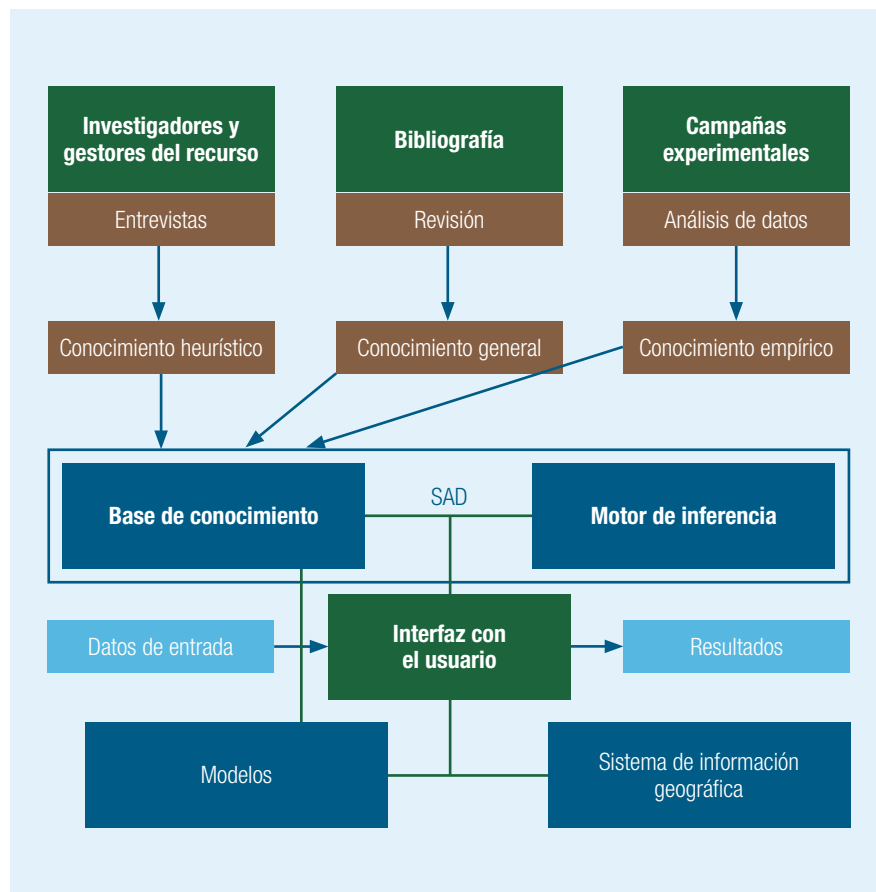 Investigadores y
gestores del recurso
Bibliografía
Campañas
experimentales
Entrevistas
Revisión
Análisis de datos
Conocimiento heurístico
Conocimiento general
Conocimiento empírico
Base de conocimiento
SAD
Motor de inferencia
Datos de entrada
Interfaz con
el usuario
Resultados
Modelos
Sistema de información
geográfica